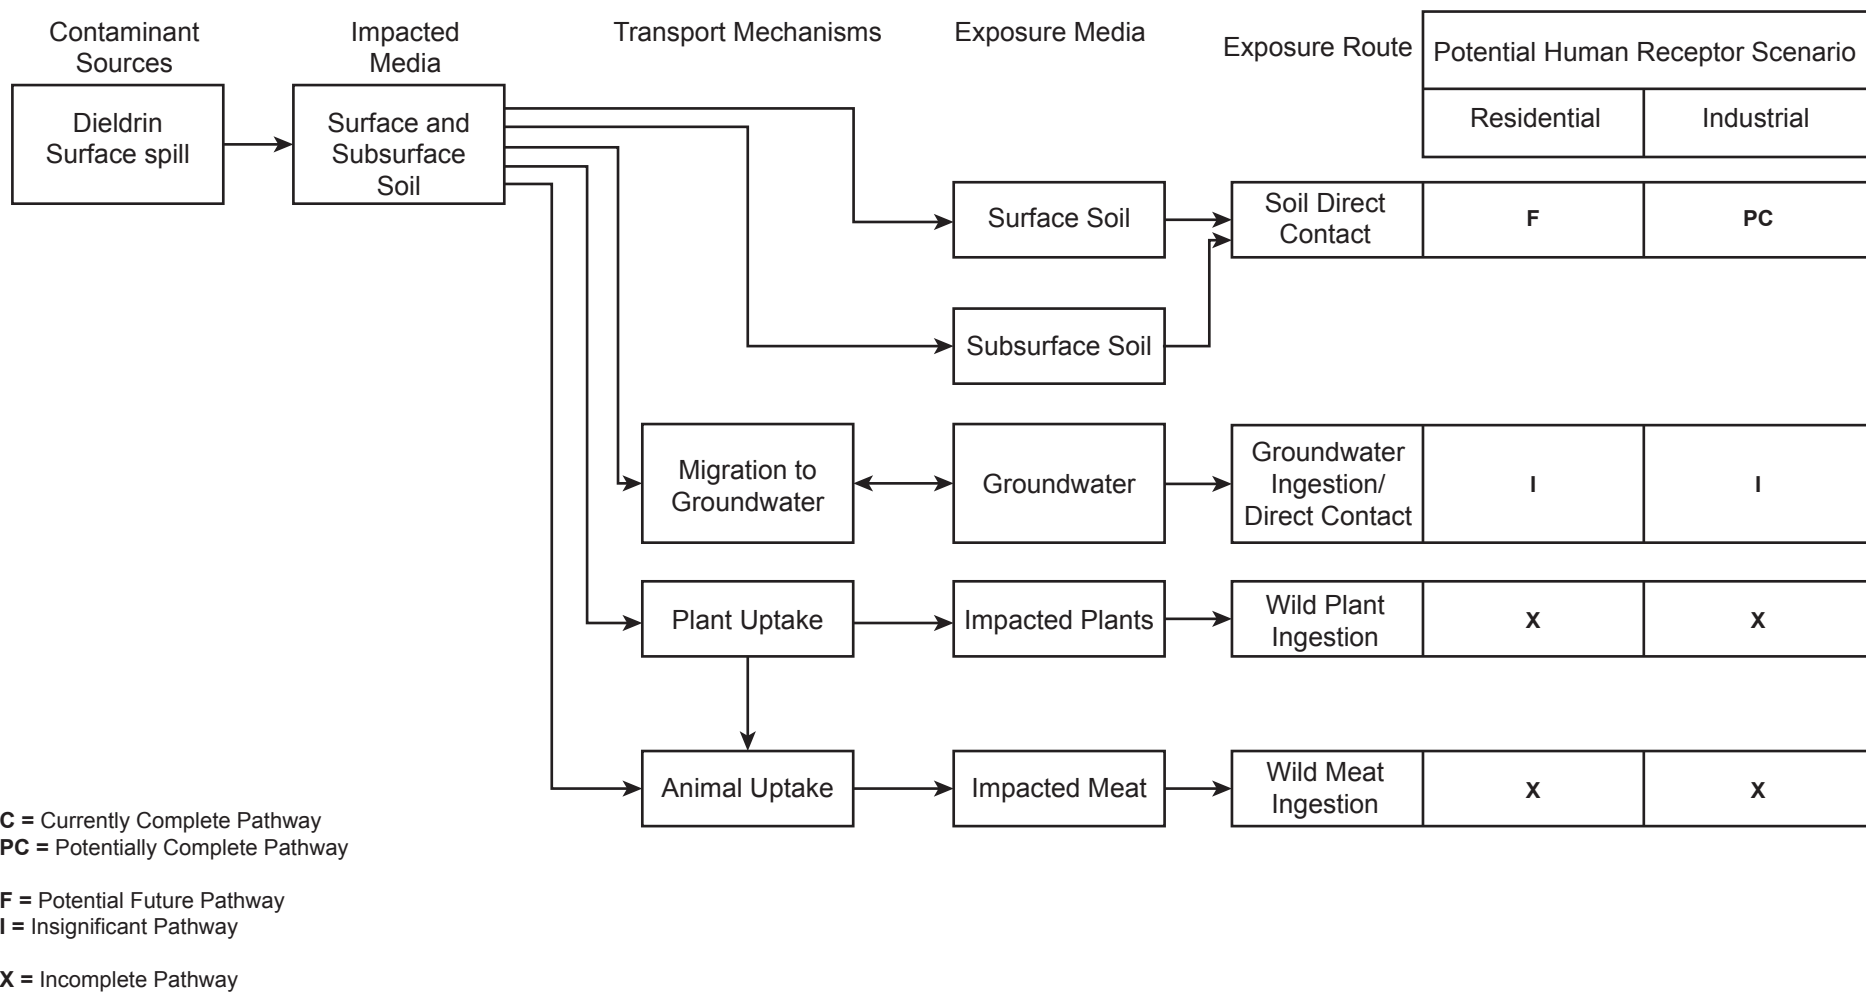 Contaminant
Sources
Impacted
Media
Transport Mechanisms
Exposure Media
Exposure Route
Potential Human Receptor Scenario
Residential
Industrial
Dieldrin
Surface spill
Surface and
Subsurface
Soil
Surface Soil
Soil Direct
Contact
F
PC
Subsurface Soil
Migration to
Groundwater
Groundwater
Groundwater
Ingestion/
Direct Contact
I
I
Plant Uptake
Impacted Plants
Wild Plant
Ingestion
X
X
Animal Uptake
Impacted Meat
Wild Meat
Ingestion
X
X
C = Currently Complete Pathway
PC = Potentially Complete Pathway
F = Potential Future Pathway
I = Insignificant Pathway
X = Incomplete Pathway